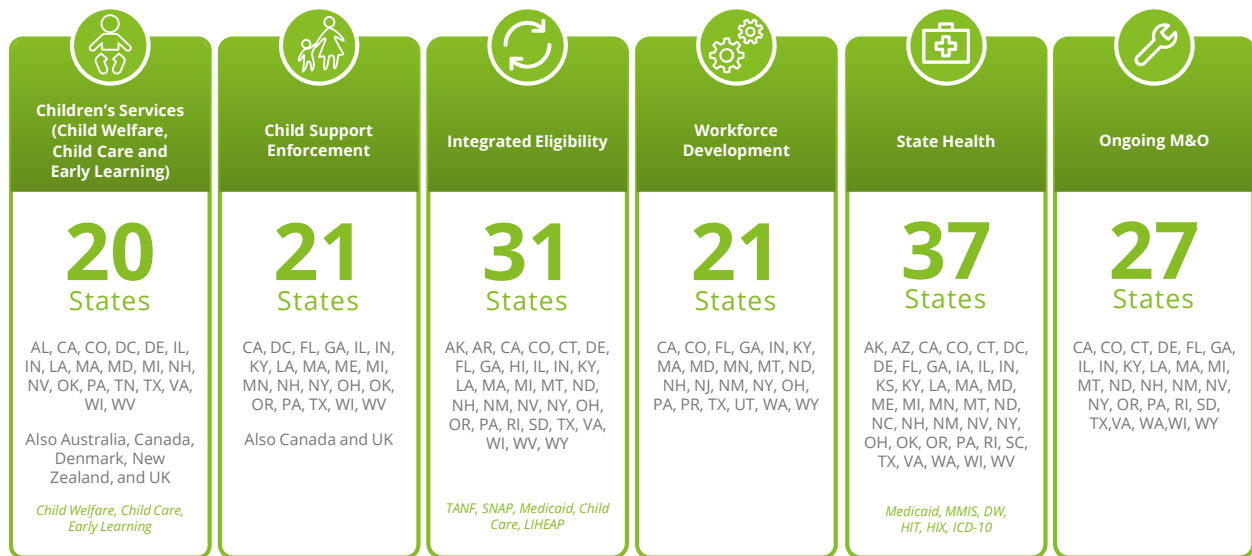 Children's Services
(Child Welfare,
Child Care and
Early Learning)
20
States
AL, CA, CO, DC, DE, IL,
IN, LA, MA, MD, MI, NH,
NV, OK, PA, TN, TX, VA,
WI, WV
Also Australia, Canada,
Denmark, New
Zealand, and UK
Child Welfare, Child Care,
Early Learning
Child Support
Enforcement
21
States
CA, DC, FL, GA, IL, IN,
KY, LA, MA, ME, MI,
MN, NH, NY, OH, OK,
OR, PA, TX, WI, WV
Also Canada and UK
Integrated Eligibility
31
States
AK, AR, CA, CO, CT, DE,
FL, GA, HI, IL, IN, KY,
LA, MA, MI, MT, ND,
NH, NM, NV, NY, OH,
OR, PA, RI, SD, TX, VA,
WI, WV, WY
TANF, SNAP, Medicaid, Child
Care, LIHEAP
Workforce
Development
21
States
CA, CO, FL, GA, IN, KY,
MA, MD, MN, MT, ND,
NH, NJ, NM, NY, OH,
PA, PR, TX, UT, WA, WY
State Health
37
States
AK, AZ, CA, CO, CT, DC,
DE, FL, GA, IA, IL, IN,
KS, KY, LA, MA, MD,
ME, MI, MN, MT, ND,
NC, NH, NM, NV, NY,
OH, OK, OR, PA, RI, SC,
TX, VA, WA, WI, WV
Medicaid, MMIS, DW,
HIT, HIX, ICD-10
Ongoing M&O
27
States
CA, CO, CT, DE, FL, GA,
IL, IN, KY, LA, MA, MI,
MT, ND, NH, NM, NV,
NY, OR, PA, RI, SD,
TX,VA, WA,WI, WY